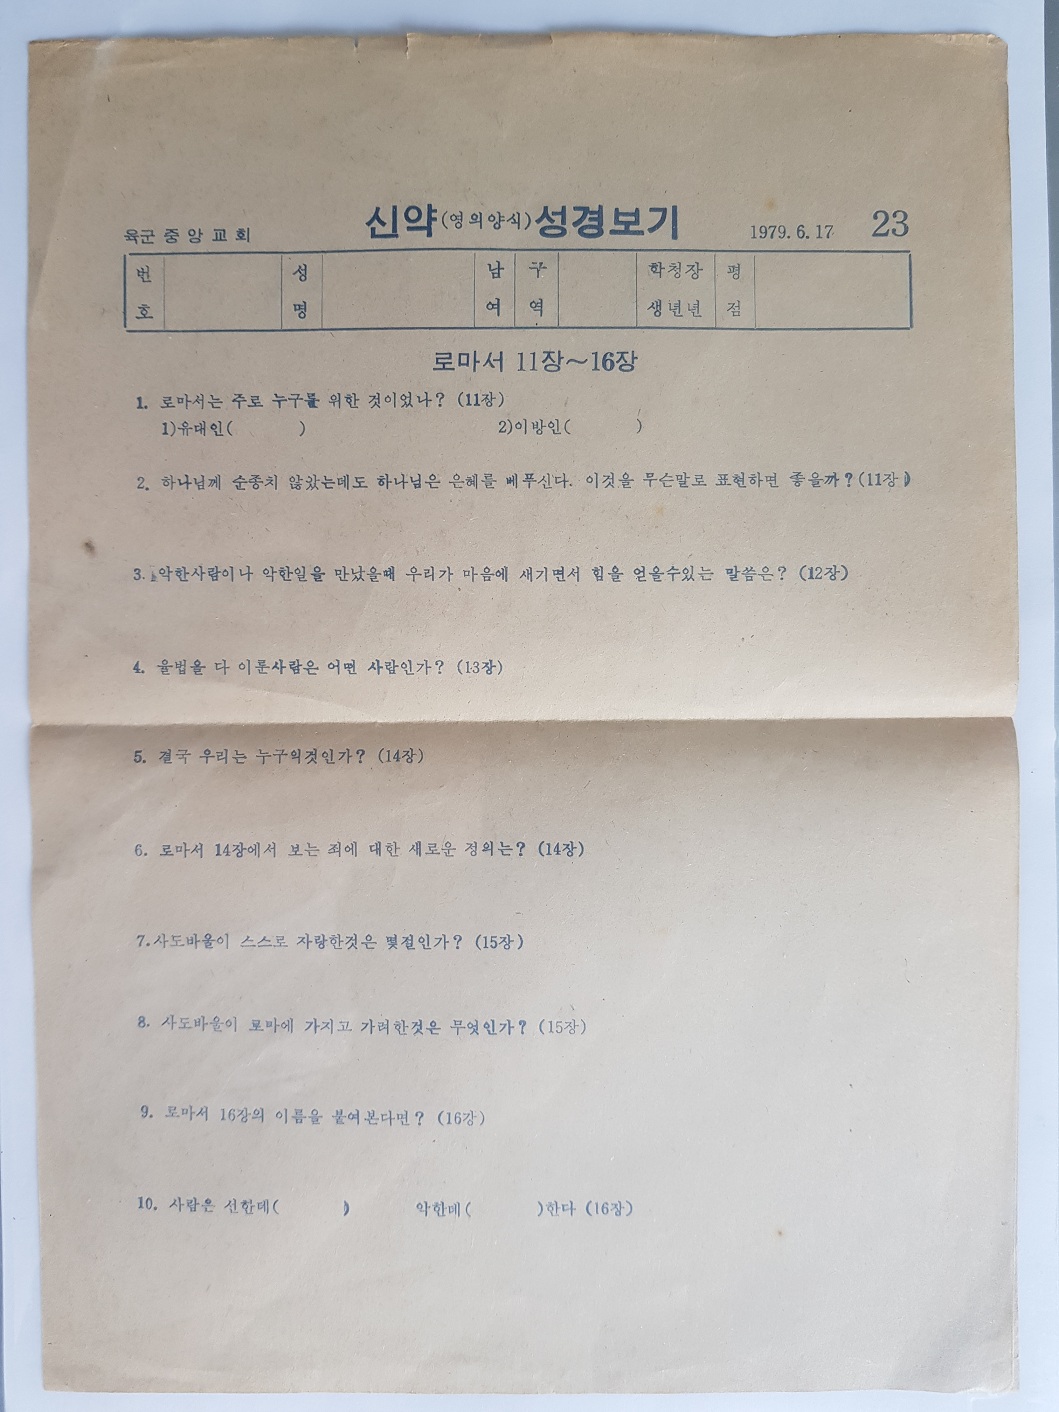 육군 중앙교회 신약(영의양식)성경보기 1979. 6. 17 23
번 성 남 구 학청장 평
호 명 여 역 생년년 점
로마서 11장~16장
1. 로마서는 주로 누구를 위한 것이었나? (11장)
1)유대인( ) 2)이방인( )
2. 하나님께 순종치 않았는데도 하나님은 은혜를 베푸신다. 이것을 무슨말로 표현하면 좋을까? (11장)
3. 악한사람이나 악한일을 만났을때 우리가 마음에 새기면서 힘을 얻을수있는 말씀은? (12장)
4. 율법을 다 이룬사람은 어떤 사람인가? (13장)
5. 결국 우리는 누구의것인가? (14장)
6. 로마서 14장에서 보는 죄에 대한 새로운 정의는? (14장)
7. 사도바울이 스스로 자랑한것은 몇절인가? (15장)
8. 사도바울이 로마에 가지고 가려한것은 무엇인가? (15장)
9. 로마서 16장의 이름을 붙여본다면? (16장)
10. 사람은 선한데( ) 악한데( )한다 (16장)